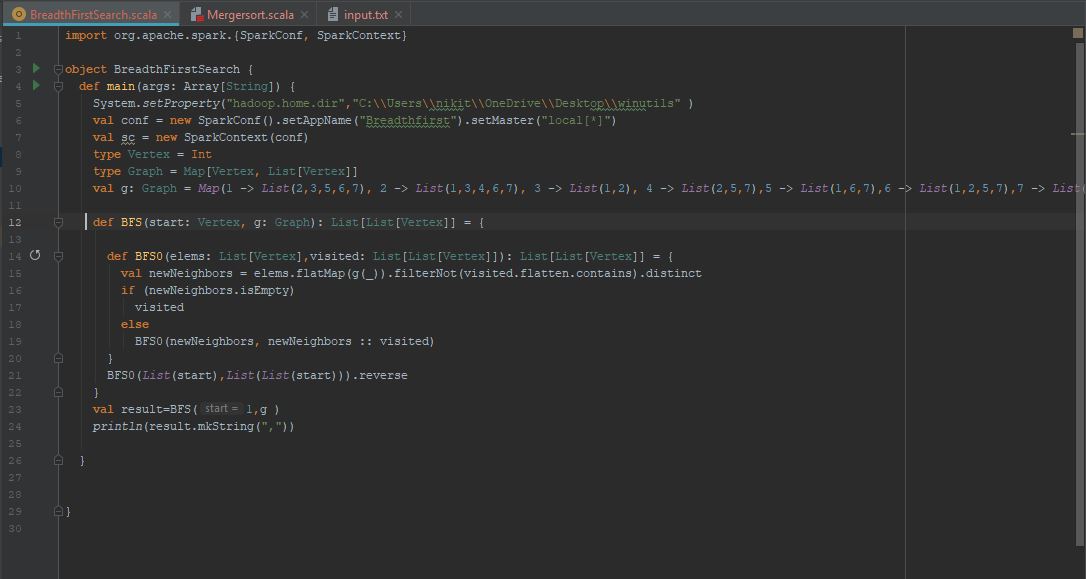 BreadthFirstSearch.scala Mergersort.scala input.txt
1 import org.apache.spark.{SparkConf, SparkContext}
2
3 object BreadthFirstSearch {
4 def main(args: Array[String]) {
5 System.setProperty("hadoop.home.dir","C:\\Users\\nikit\\OneDrive\\Desktop\\winutils" )
6 val conf = new SparkConf().setAppName("Breadthfirst").setMaster("local[*]")
7 val sc = new SparkContext(conf)
8 type Vertex = Int
9 type Graph = Map[Vertex, List[Vertex]]
10 val g: Graph = Map(1 -> List(2,3,5,6,7), 2 -> List(1,3,4,6,7), 3 -> List(1,2), 4 -> List(2,5,7),5 -> List(1,6,7),6 -> List(1,2,5,7),7 -> List(
11
12 def BFS(start: Vertex, g: Graph): List[List[Vertex]] = {
13
14 def BFS0(elems: List[Vertex],visited: List[List[Vertex]]): List[List[Vertex]] = {
15 val newNeighbors = elems.flatMap(g(_)).filterNot(visited.flatten.contains).distinct
16 if (newNeighbors.isEmpty)
17 visited
18 else
19 BFS0(newNeighbors, newNeighbors :: visited)
20 }
21 BFS0(List(start),List(List(start))).reverse
22 }
23 val result=BFS( start = 1,g )
24 println(result.mkString(","))
25
26 }
27
28
29 }
30